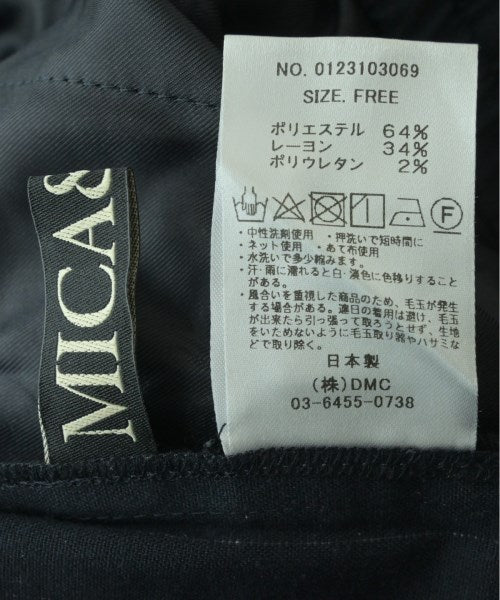 MICA&
NO. 0123103069
SIZE. FREE
ポリエステル 64%
レーヨン 34%
ポリウレタン 2%
F
・中性洗剤使用 ・押洗いで短時間に
・ネット使用 ・あて布使用
・水洗いで多少縮みます。
・汗・雨に濡れると白・淡色に色移りすること
がある。
・風合いを重視した商品のため、毛玉が発生
する場合がある。連日の着用は避け、毛玉
が出来たら引っ張って取ろうとせず、生地
をいためないように毛玉取り器やハサミな
どで取り除く。
日本製
(株)DMC
03-6455-0738